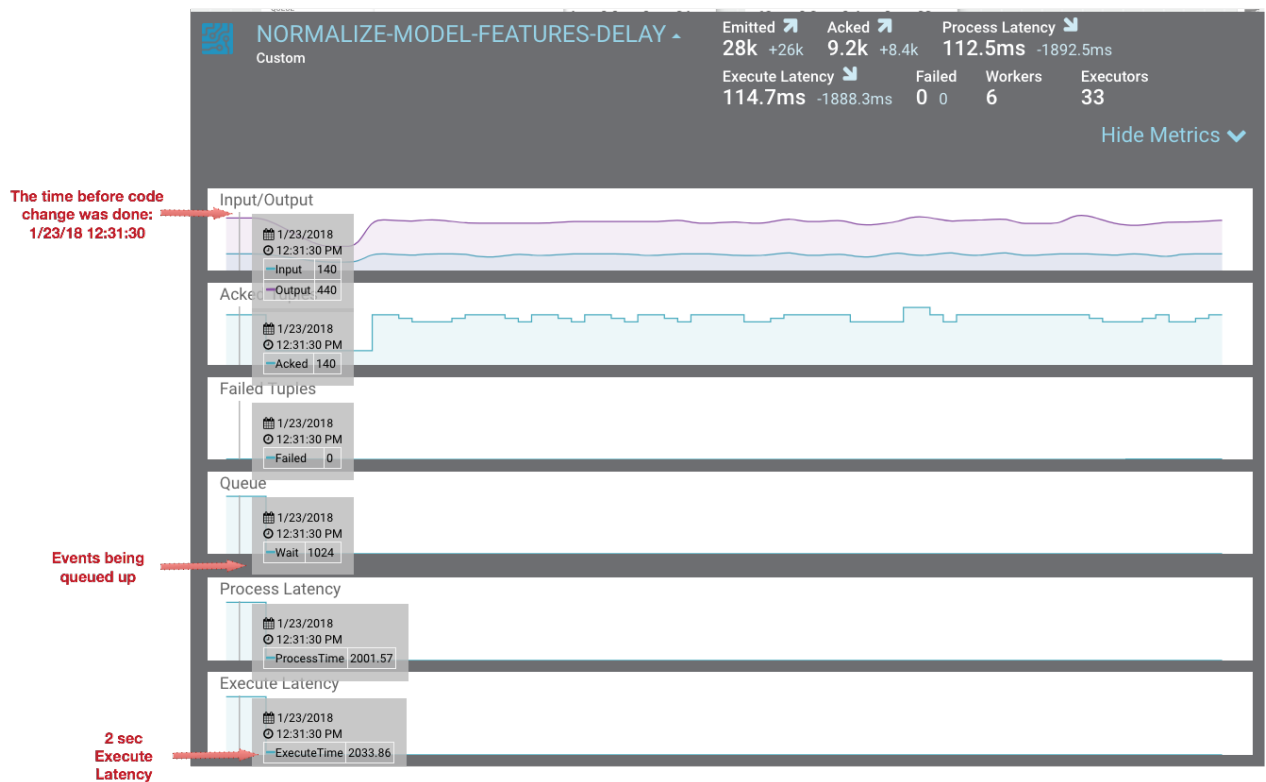 NORMALIZE-MODEL-FEATURES-DELAY
Custom
Emitted Acked Process Latency
28k +26k 9.2k +8.4k 112.5ms -1892.5ms
Execute Latency Failed Workers Executors
114.7ms -1888.3ms 0 0 6 33
Hide Metrics
The time before code
change was done:
1/23/18 12:31:30
Input/Output
1/23/2018
12:31:30 PM
Input 140
Output 440
Acked Tuples
1/23/2018
12:31:30 PM
Acked 140
Failed Tuples
1/23/2018
12:31:30 PM
Failed 0
Queue
1/23/2018
12:31:30 PM
Wait 1024
Events being
queued up
Process Latency
1/23/2018
12:31:30 PM
ProcessTime 2001.57
Execute Latency
1/23/2018
12:31:30 PM
ExecuteTime 2033.86
2 sec
Execute
Latency